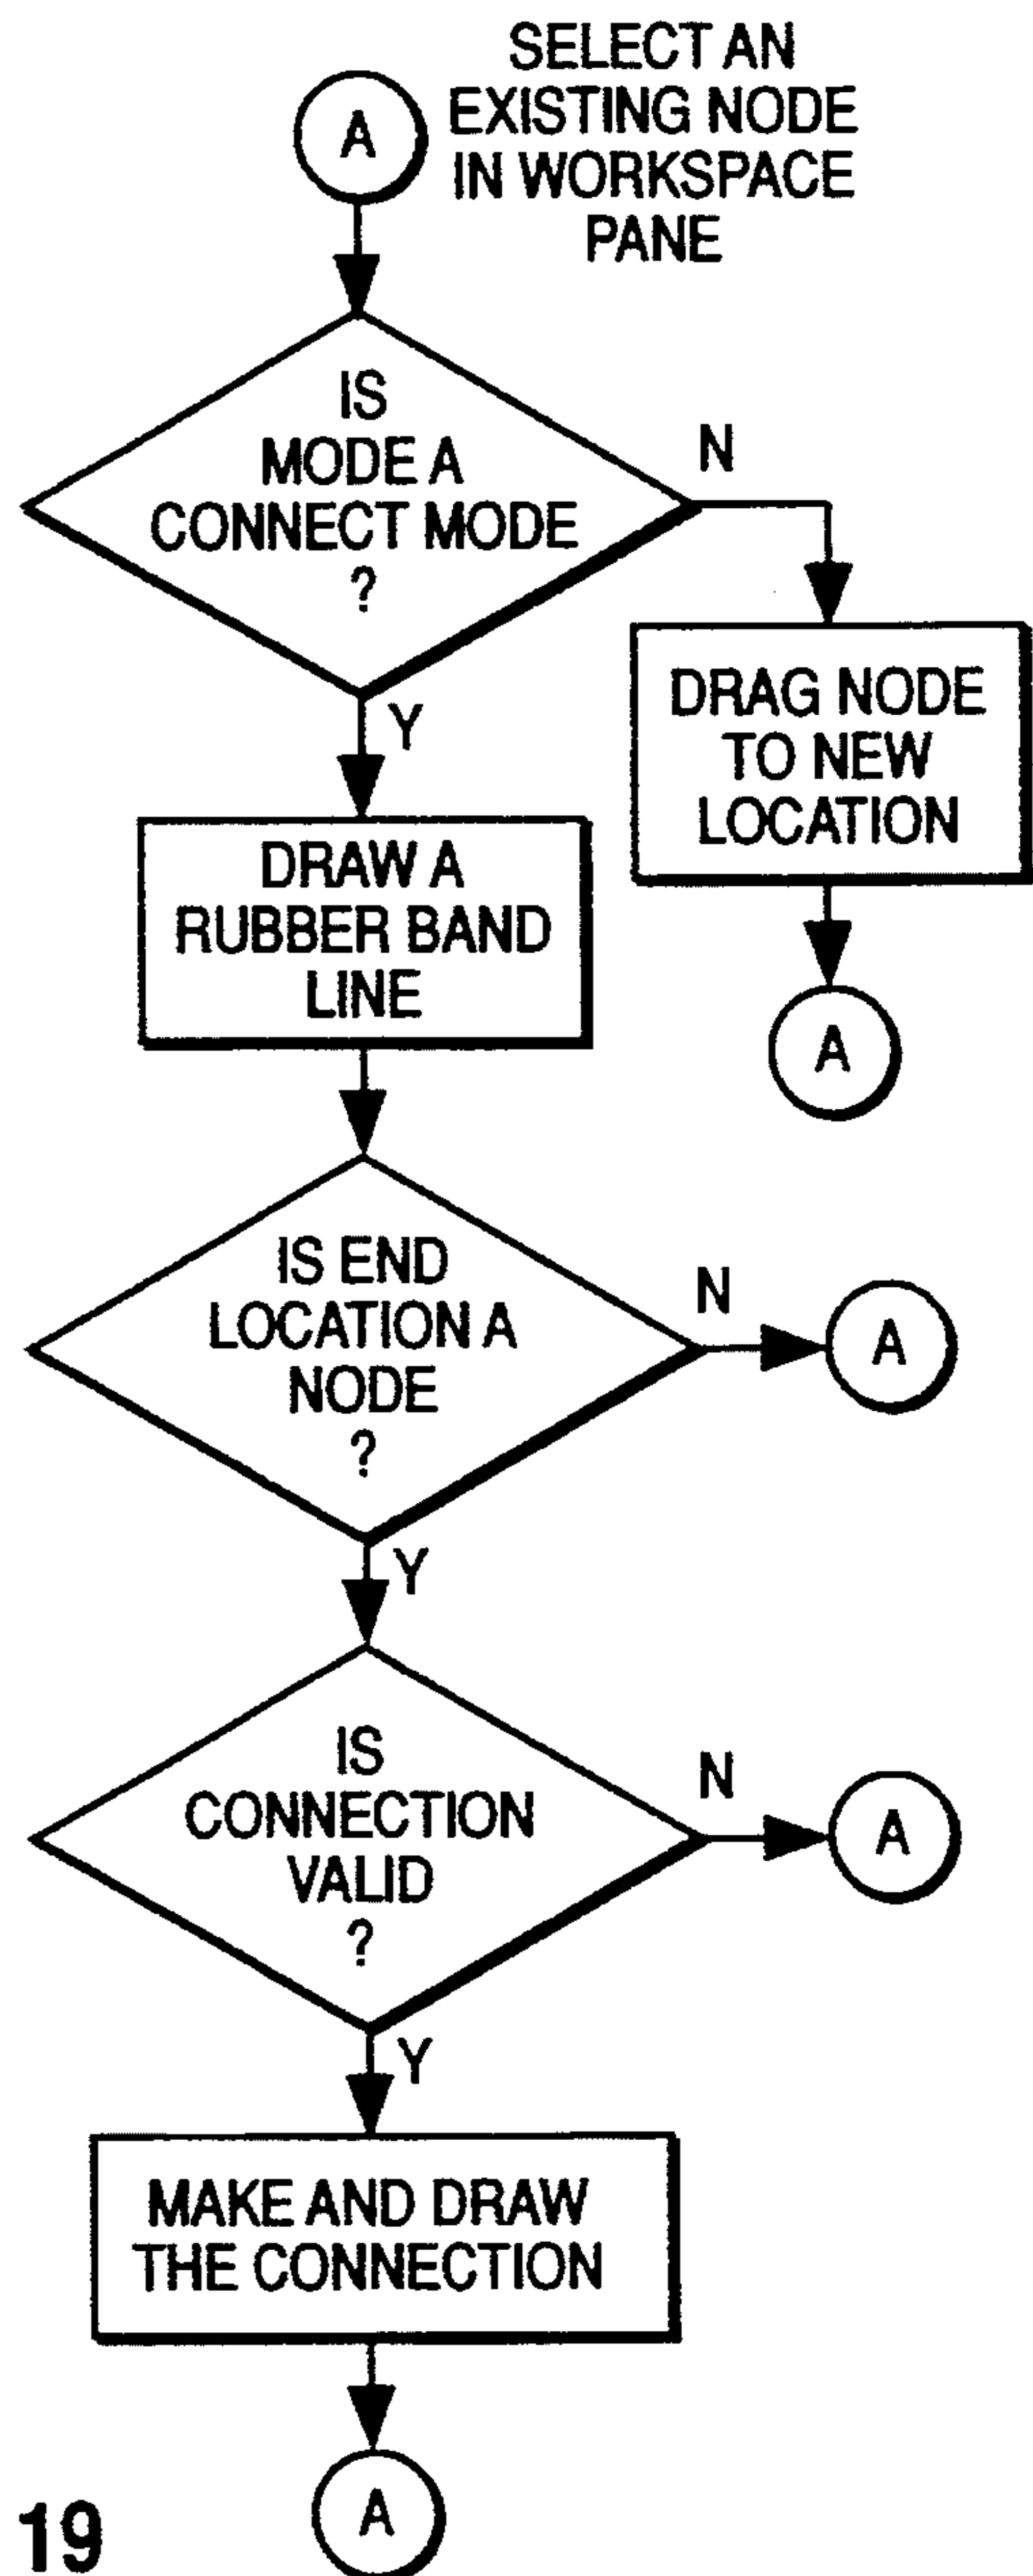 A
SELECT AN
EXISTING NODE
IN WORKSPACE
PANE
IS
MODE A
CONNECT MODE
?
N
Y
DRAG NODE
TO NEW
LOCATION
A
DRAW A
RUBBER BAND
LINE
IS END
LOCATION A
NODE
?
N
A
Y
IS
CONNECTION
VALID
?
N
A
Y
MAKE AND DRAW
THE CONNECTION
A
19